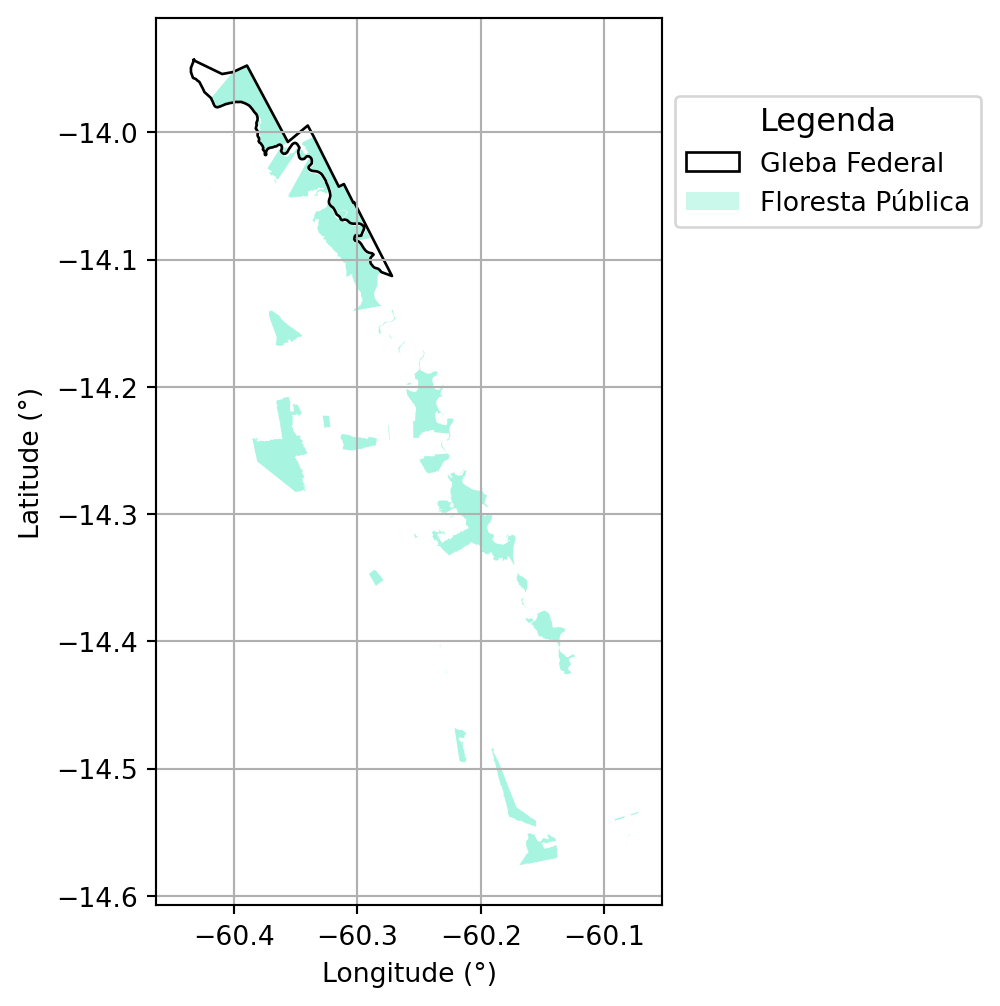 Legenda
Gleba Federal
Floresta Pública
−14.0
−14.1
−14.2
−14.3
−14.4
−14.5
−14.6
Latitude (°)
−60.4
−60.3
−60.2
−60.1
Longitude (°)